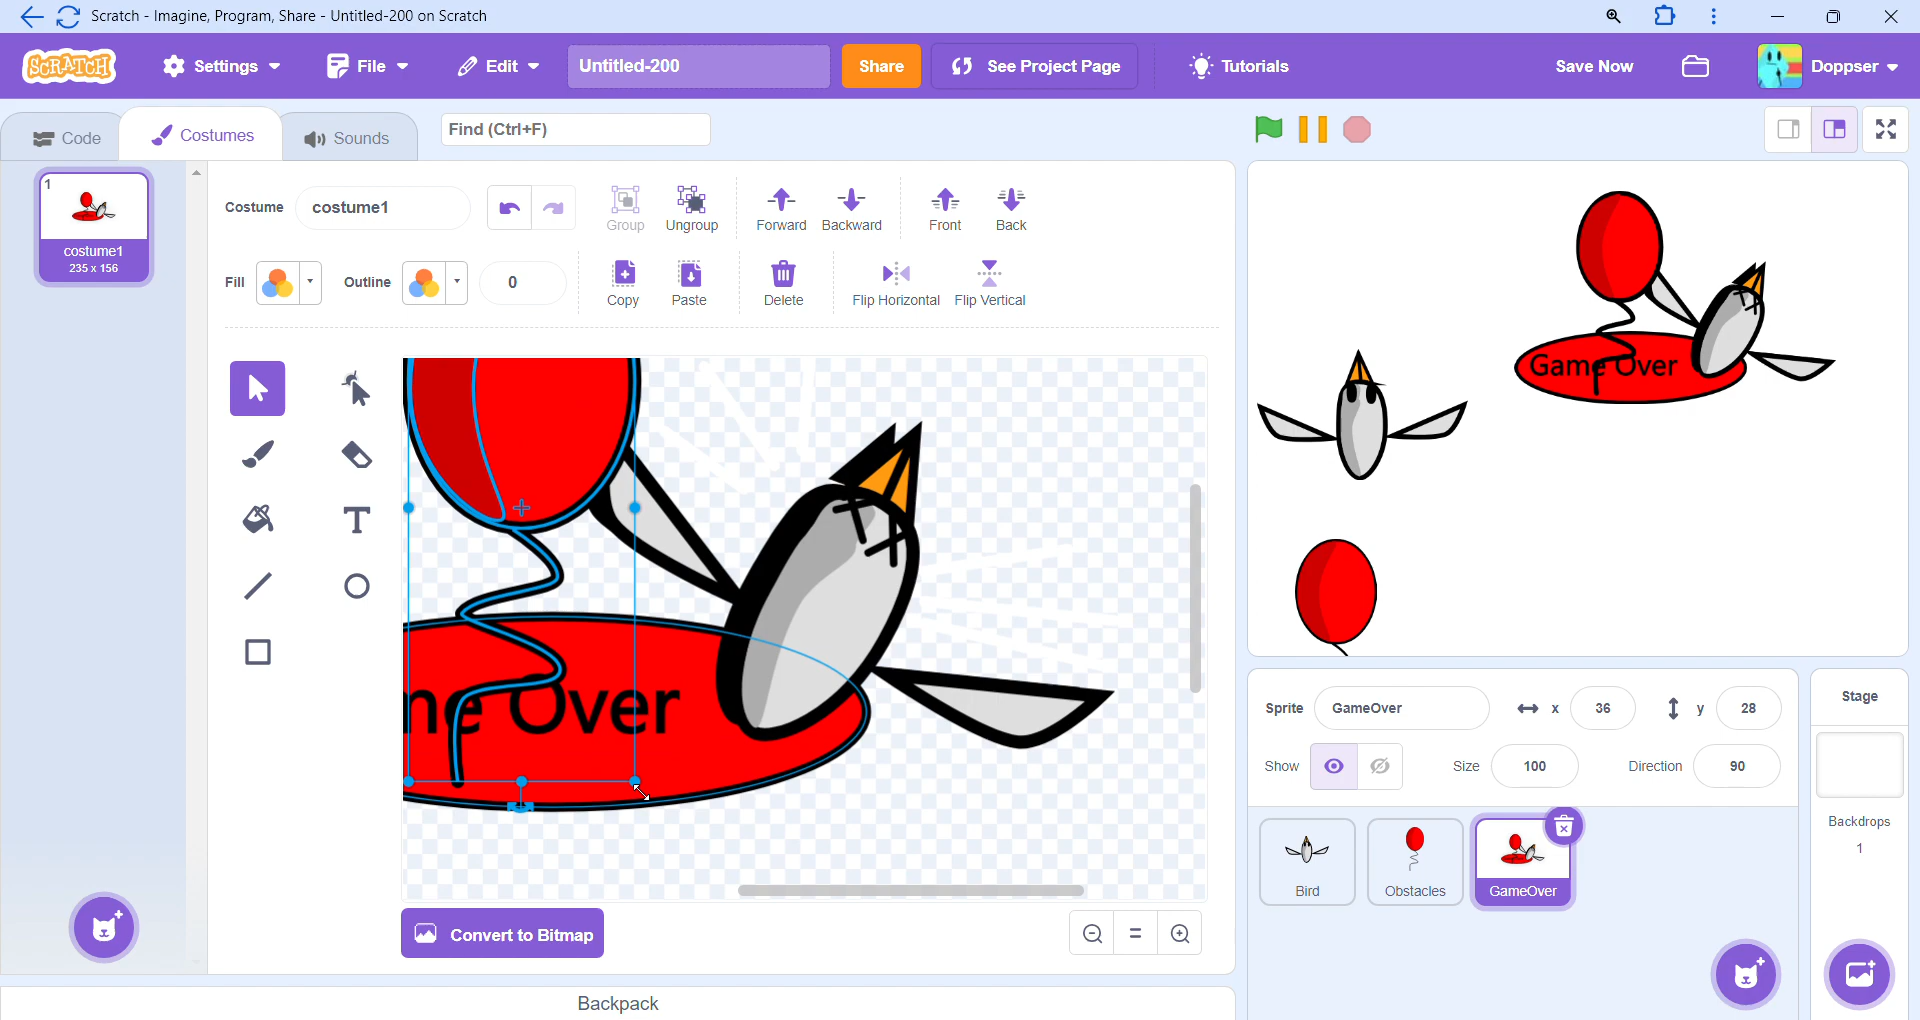 Scratch - Imagine, Program, Share - Untitled-200 on Scratch
SCRATCH Settings File Edit Untitled-200 Share See Project Page Tutorials Save Now Doppser
Code Costumes Sounds Find (Ctrl+F)
1
costume1
235 x 156
Costume costume1 Group Ungroup Forward Backward Front Back
Fill Outline 0 Copy Paste Delete Flip Horizontal Flip Vertical
T
me Over
Convert to Bitmap
Backpack
Game Over
Sprite GameOver x 36 y 28
Show Size 100 Direction 90
Bird Obstacles GameOver
Stage
Backdrops
1